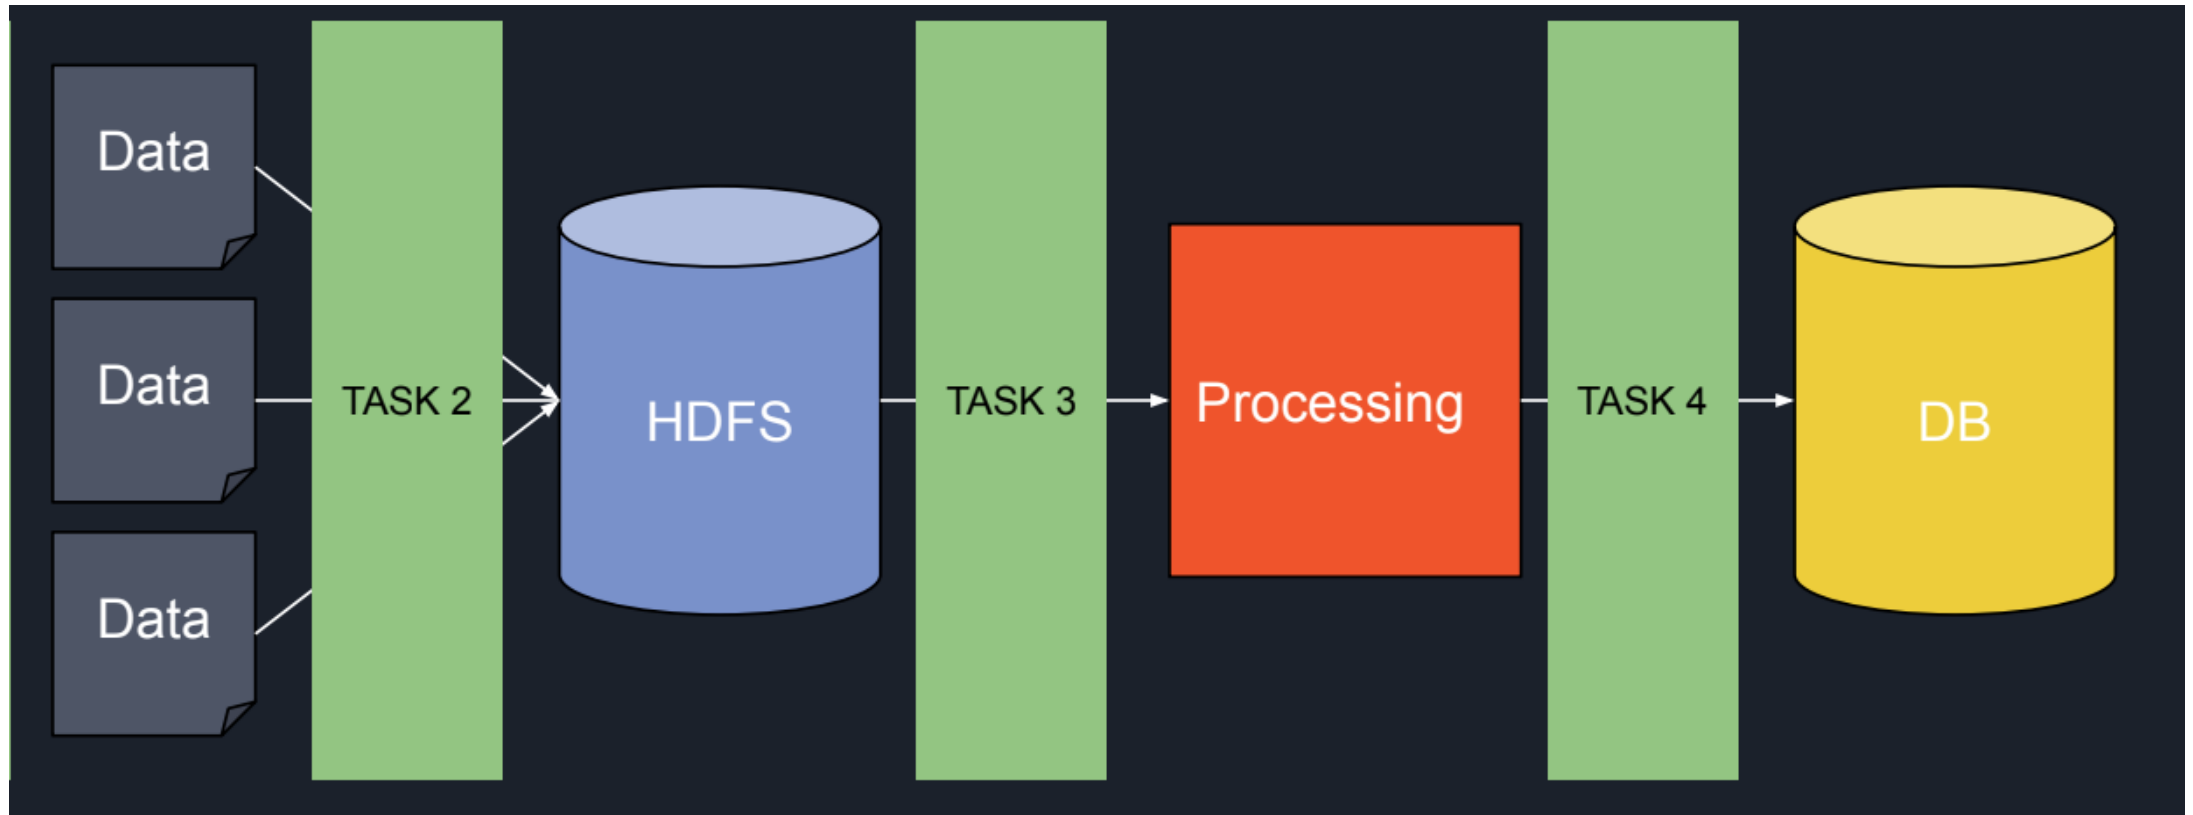 Data
Data
Data
TASK 2
HDFS
TASK 3
Processing
TASK 4
DB